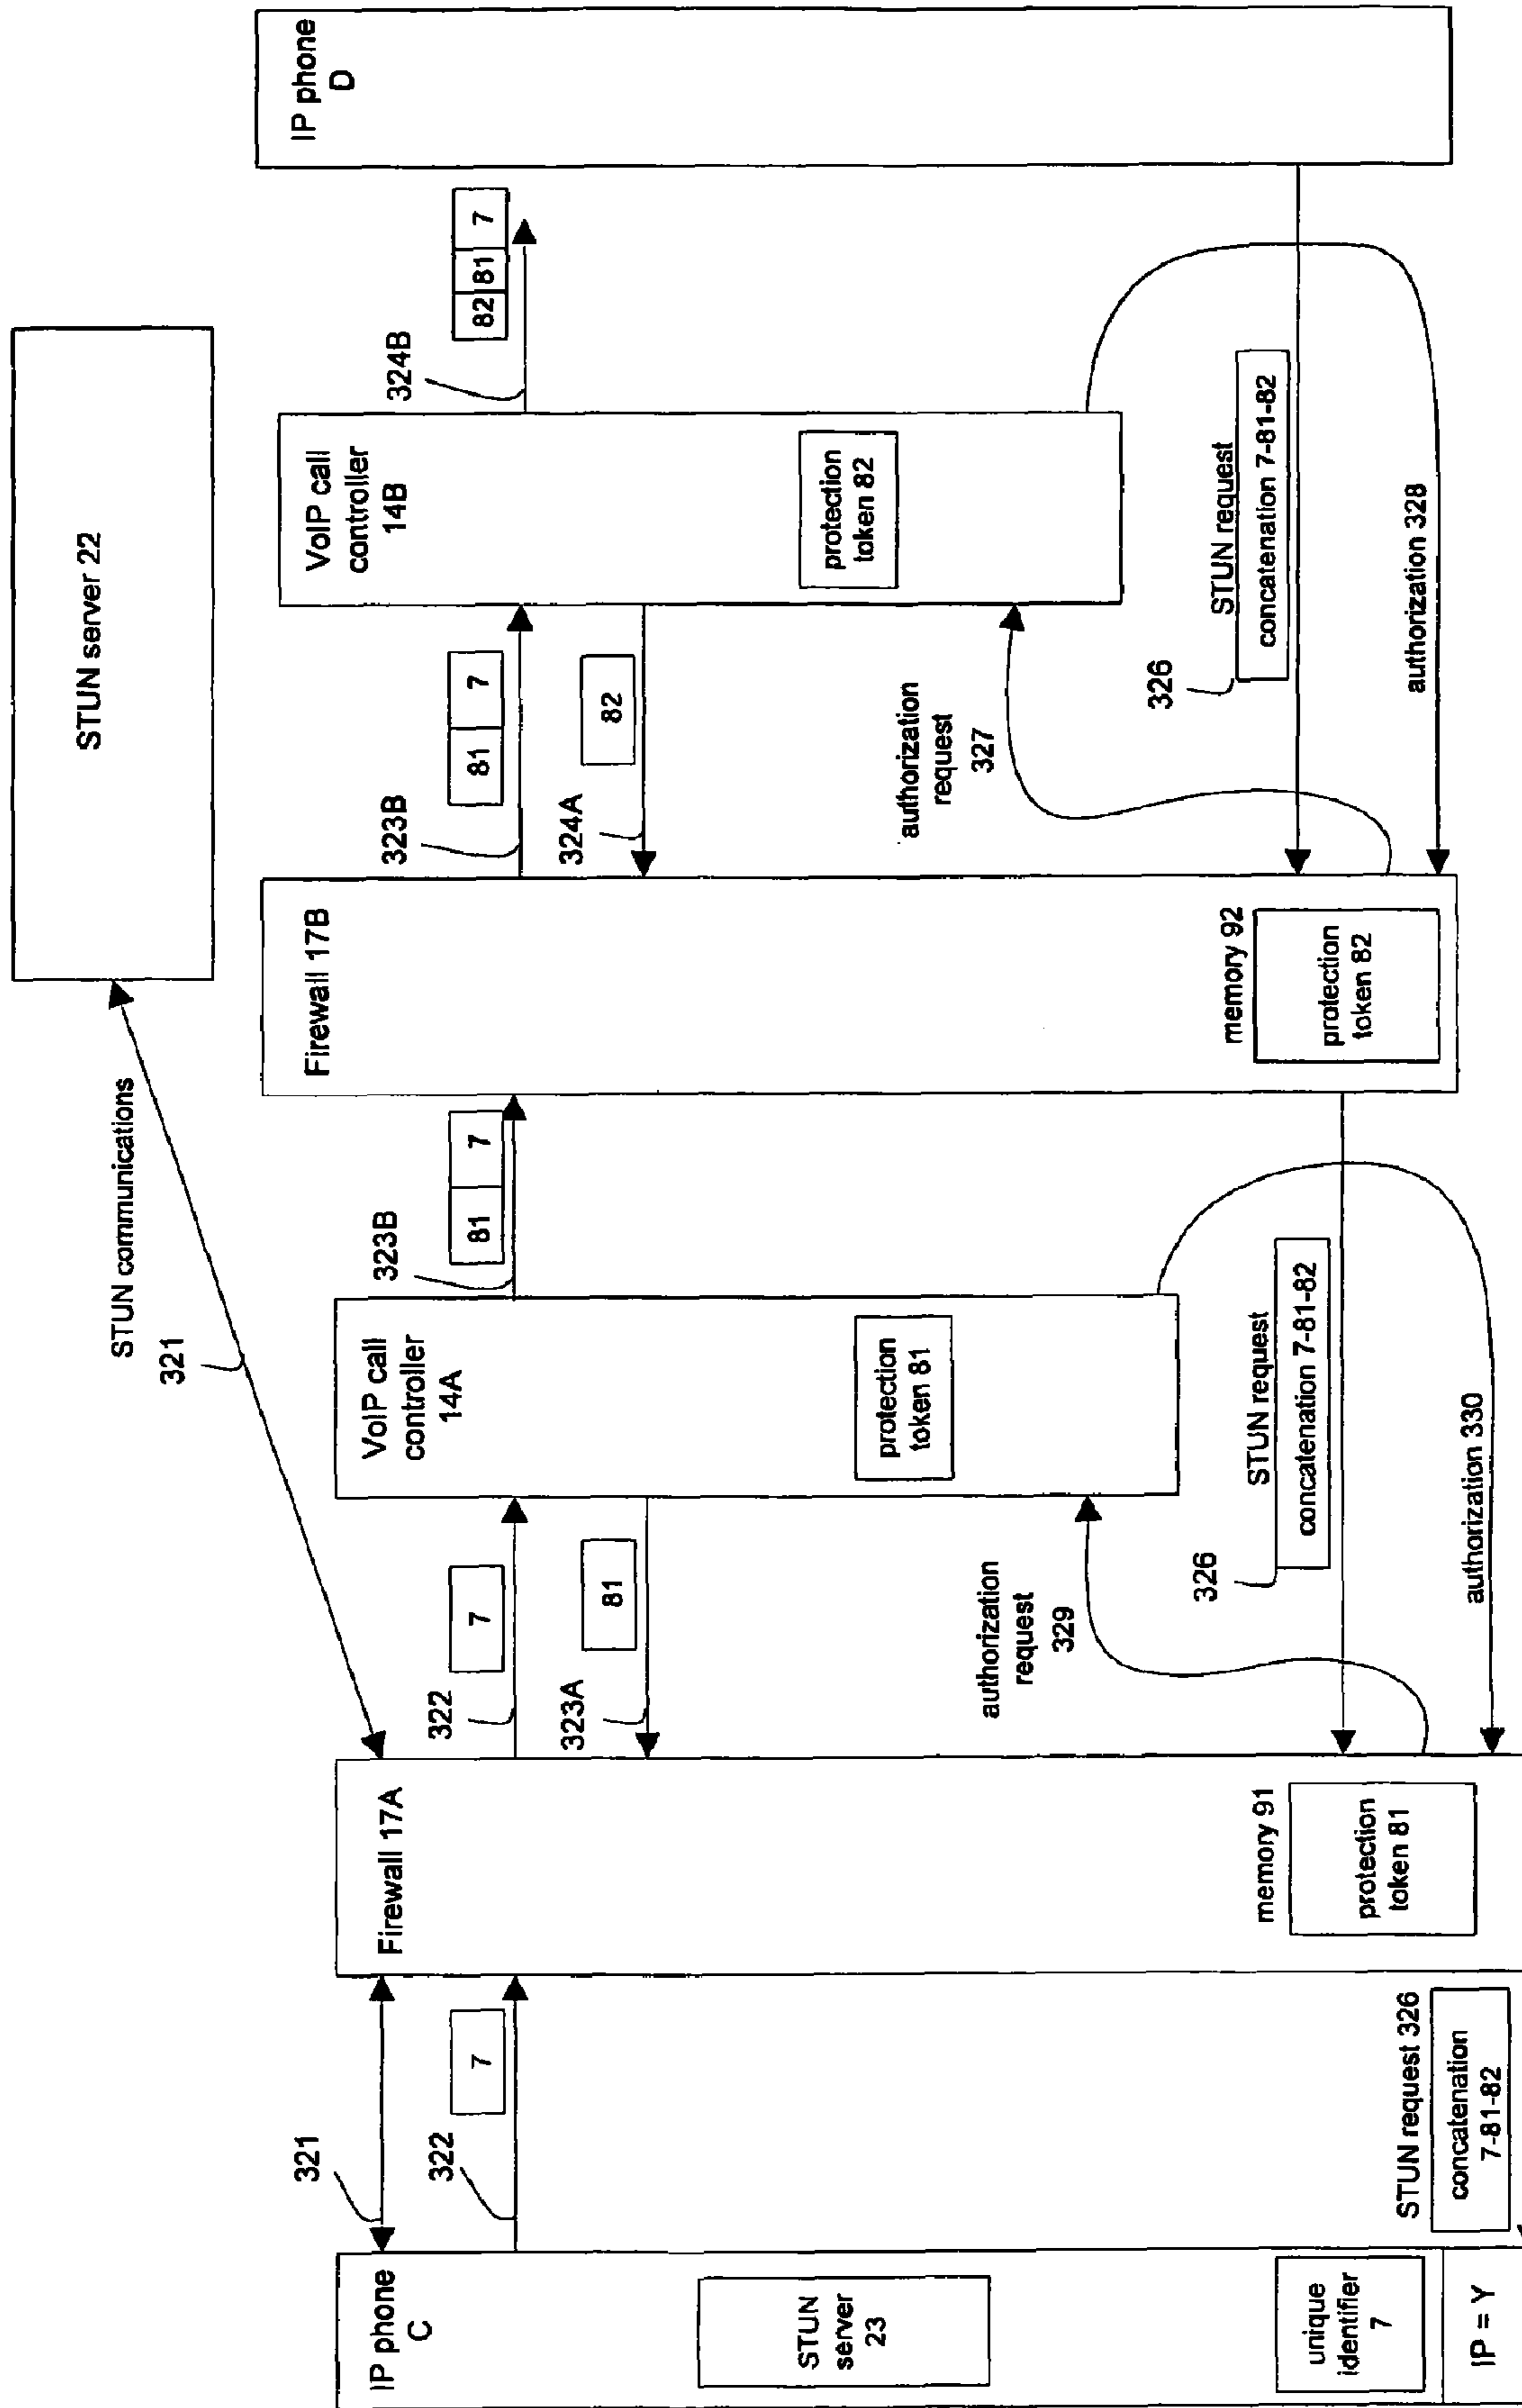 STUN server 22
STUN communications
321
IP phone
C
STUN
server
23
unique
identifier
7
IP = Y
321
322
7
STUN request 326
concatenation
7-81-82
Firewall 17A
memory 91
protection
token 81
322
7
323A
81
authorization
request
329
VoIP call
controller
14A
protection
token 81
323B
81
7
326
STUN request
concatenation 7-81-82
authorization 330
Firewall 17B
memory 92
protection
token 82
323B
81
7
324A
82
authorization
request
327
VoIP call
controller
14B
protection
token 82
324B
82
81
7
326
STUN request
concatenation 7-81-82
authorization 328
IP phone
D